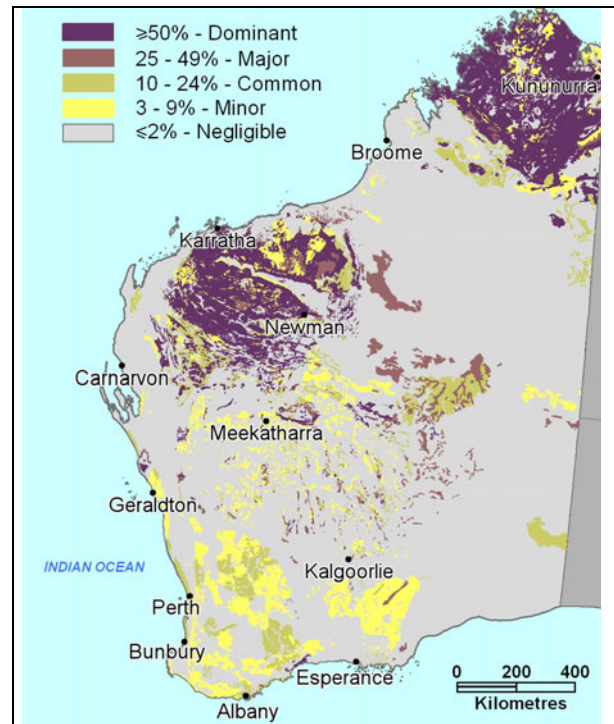 ≥50% - Dominant
25 - 49% - Major
10 - 24% - Common
3 - 9% - Minor
≤2% - Negligible
Kununurra
Broome
Karratha
Newman
Carnarvon
Meekatharra
Geraldton
INDIAN OCEAN
Kalgoorlie
Perth
Bunbury
Esperance
Albany
0 200 400
Kilometres